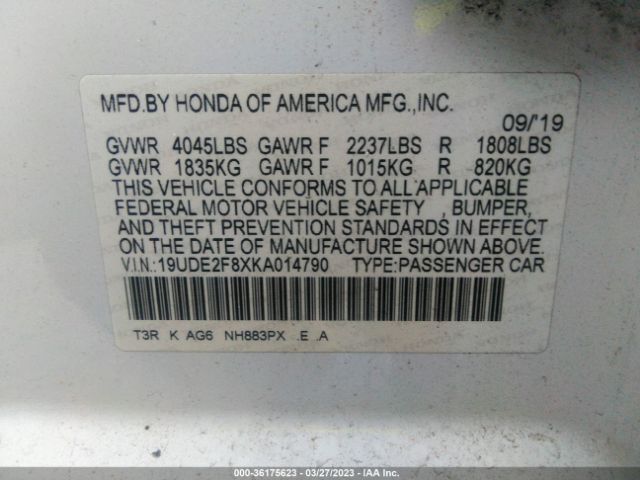 MFD.BY HONDA OF AMERICA MFG.,INC.
09/'19
GVWR 4045LBS GAWR F 2237LBS R 1808LBS
GVWR 1835KG GAWR F 1015KG R 820KG
THIS VEHICLE CONFORMS TO ALL APPLICABLE
FEDERAL MOTOR VEHICLE SAFETY , BUMPER,
AND THEFT PREVENTION STANDARDS IN EFFECT
ON THE DATE OF MANUFACTURE SHOWN ABOVE.
V.I.N.:19UDE2F8XKA014790 TYPE:PASSENGER CAR
T3R K AG6 NH883PX .E .A
000-36175623 - 03/27/2023 - IAA Inc.